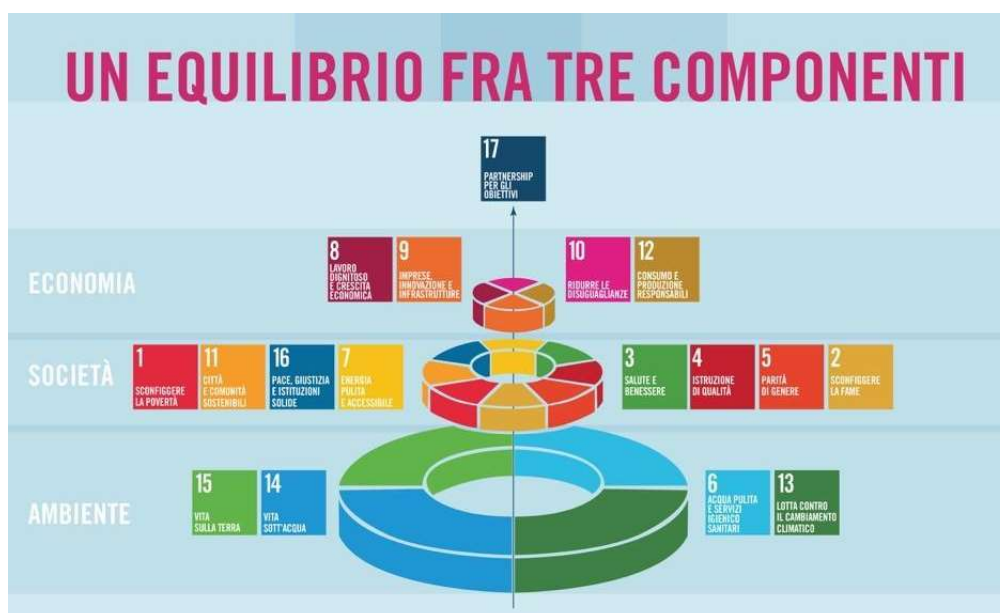 UN EQUILIBRIO FRA TRE COMPONENTI
17
PARTNERSHIP
PER GLI
OBIETTIVI
ECONOMIA
8
LAVORO
DIGNITOSO
E CRESCITA
ECONOMICA
9
IMPRESE,
INNOVAZIONE E
INFRASTRUTTURE
10
RIDURRE LE
DISUGUAGLIANZE
12
CONSUMO E
PRODUZIONE
RESPONSABILI
SOCIETÀ
1
SCONFIGGERE
LA POVERTÀ
11
CITTÀ
E COMUNITÀ
SOSTENIBILI
16
PACE, GIUSTIZIA
E ISTITUZIONI
SOLIDE
7
ENERGIA
PULITA
E ACCESSIBILE
3
SALUTE E
BENESSERE
4
ISTRUZIONE
DI QUALITÀ
5
PARITÀ
DI GENERE
2
SCONFIGGERE
LA FAME
AMBIENTE
15
VITA
SULLA TERRA
14
VITA
SOTT'ACQUA
6
ACQUA PULITA
E SERVIZI
IGIENICO
SANITARI
13
LOTTA CONTRO
IL CAMBIAMENTO
CLIMATICO